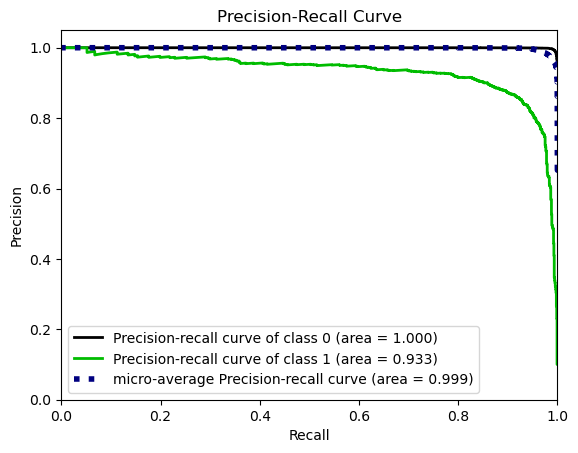 Precision-Recall Curve
1.0
0.8
0.6
0.4
0.2
0.0
Precision
Precision-recall curve of class 0 (area = 1.000)
Precision-recall curve of class 1 (area = 0.933)
micro-average Precision-recall curve (area = 0.999)
0.0 0.2 0.4 0.6 0.8 1.0
Recall